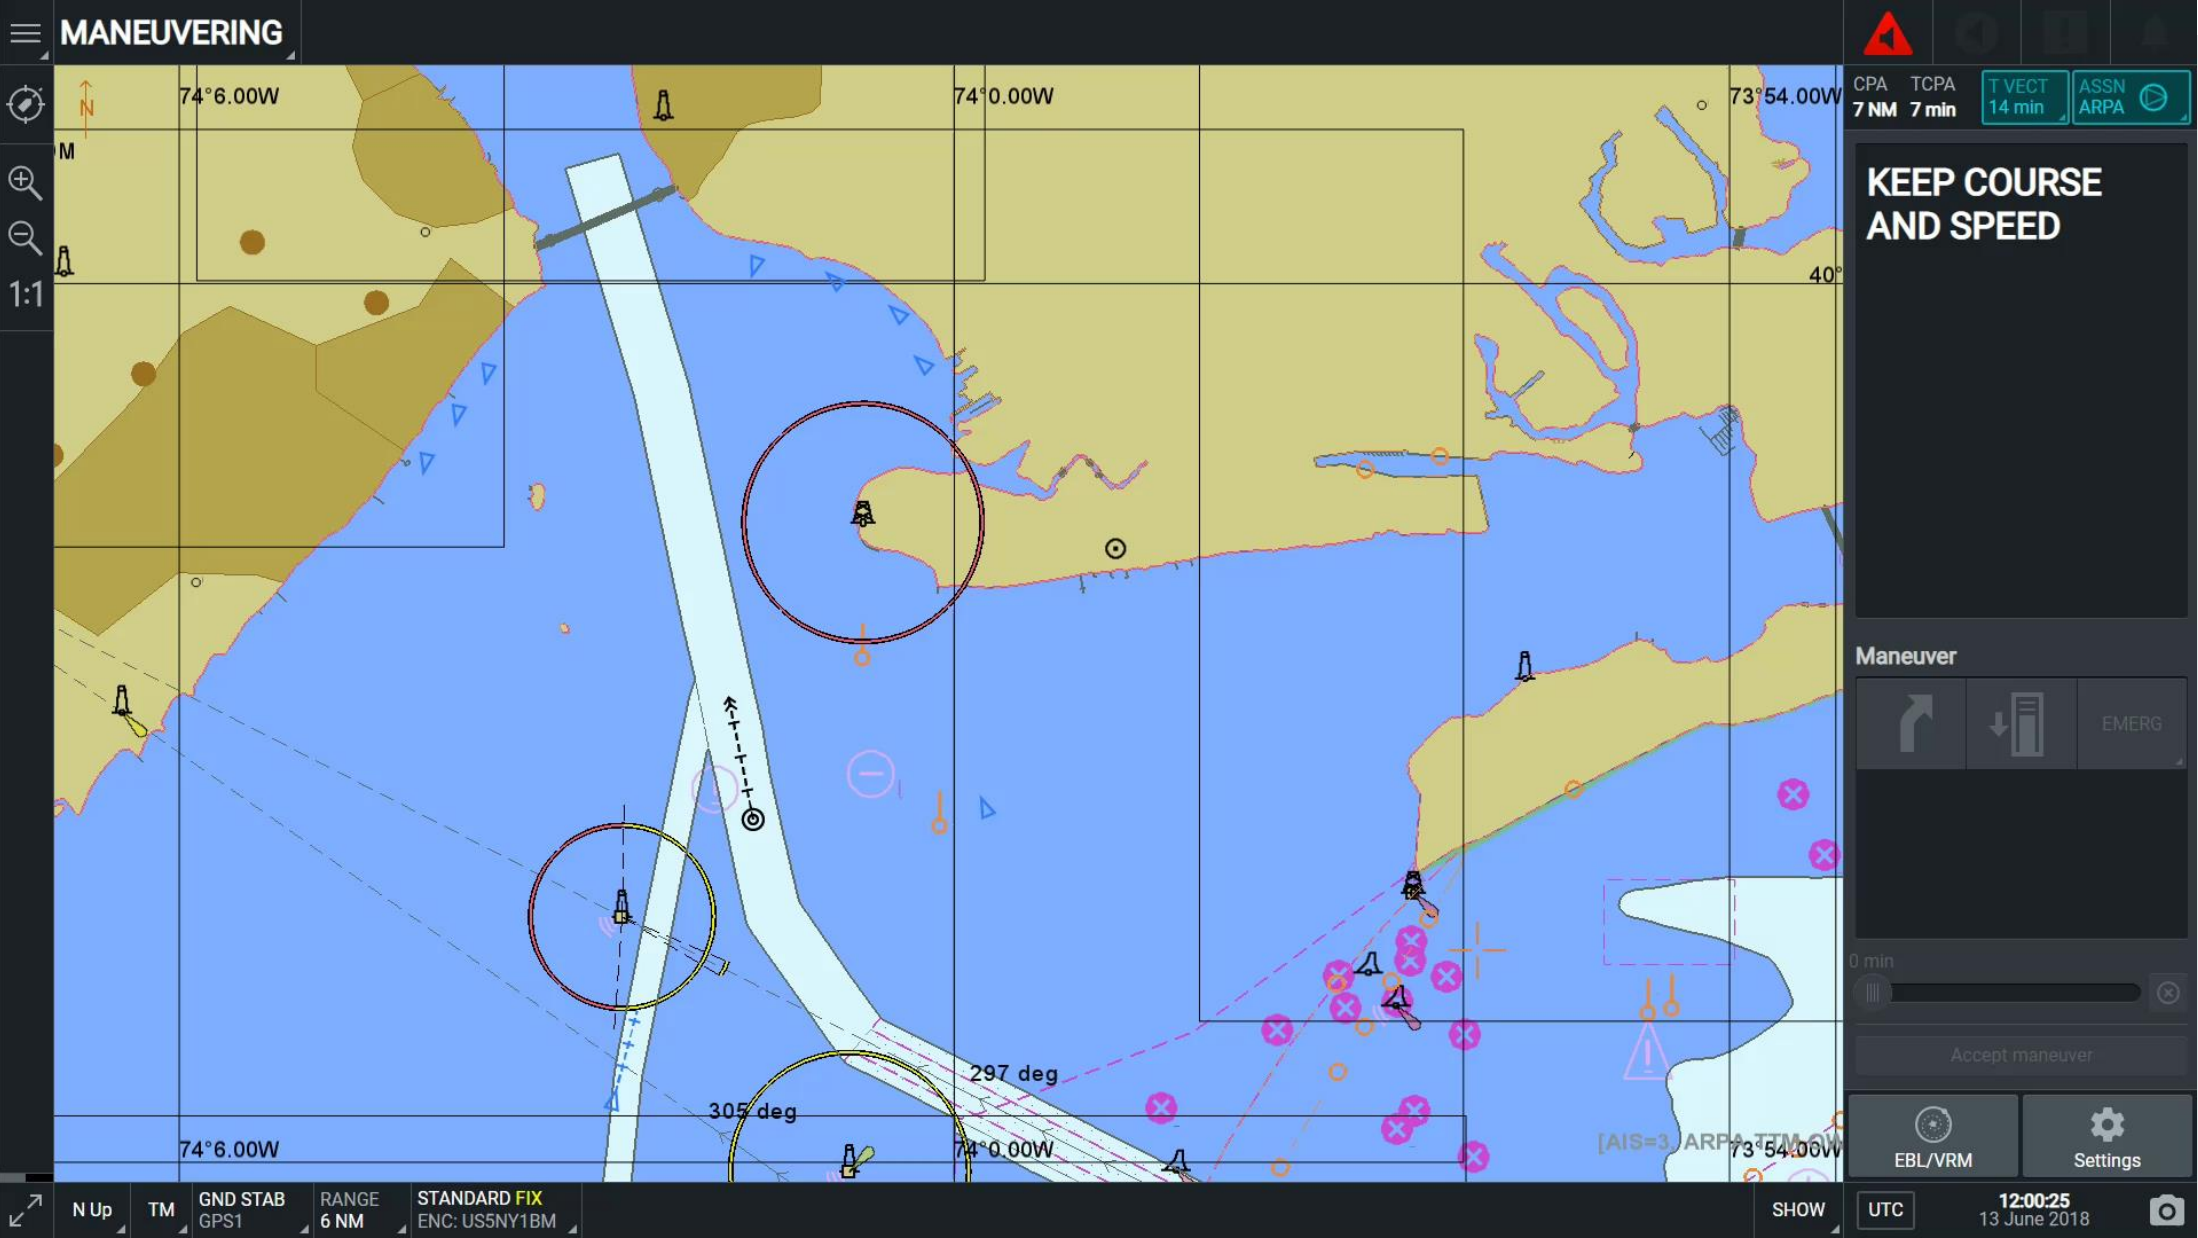 MANEUVERING
CPA TCPA T VECT ASSN
7 NM 7 min 14 min ARPA
N
74°6.00W 74°0.00W 73°54.00W
M
1:1
40°
KEEP COURSE
AND SPEED
Maneuver
EMERG
0 min
Accept maneuver
297 deg
305 deg
74°6.00W 74°0.00W 73°54.00W
[AIS=3, ARPA TTM
EBL/VRM Settings
N Up TM GND STAB RANGE STANDARD FIX
GPS1 6 NM ENC: US5NY1BM
SHOW UTC 12:00:25
13 June 2018